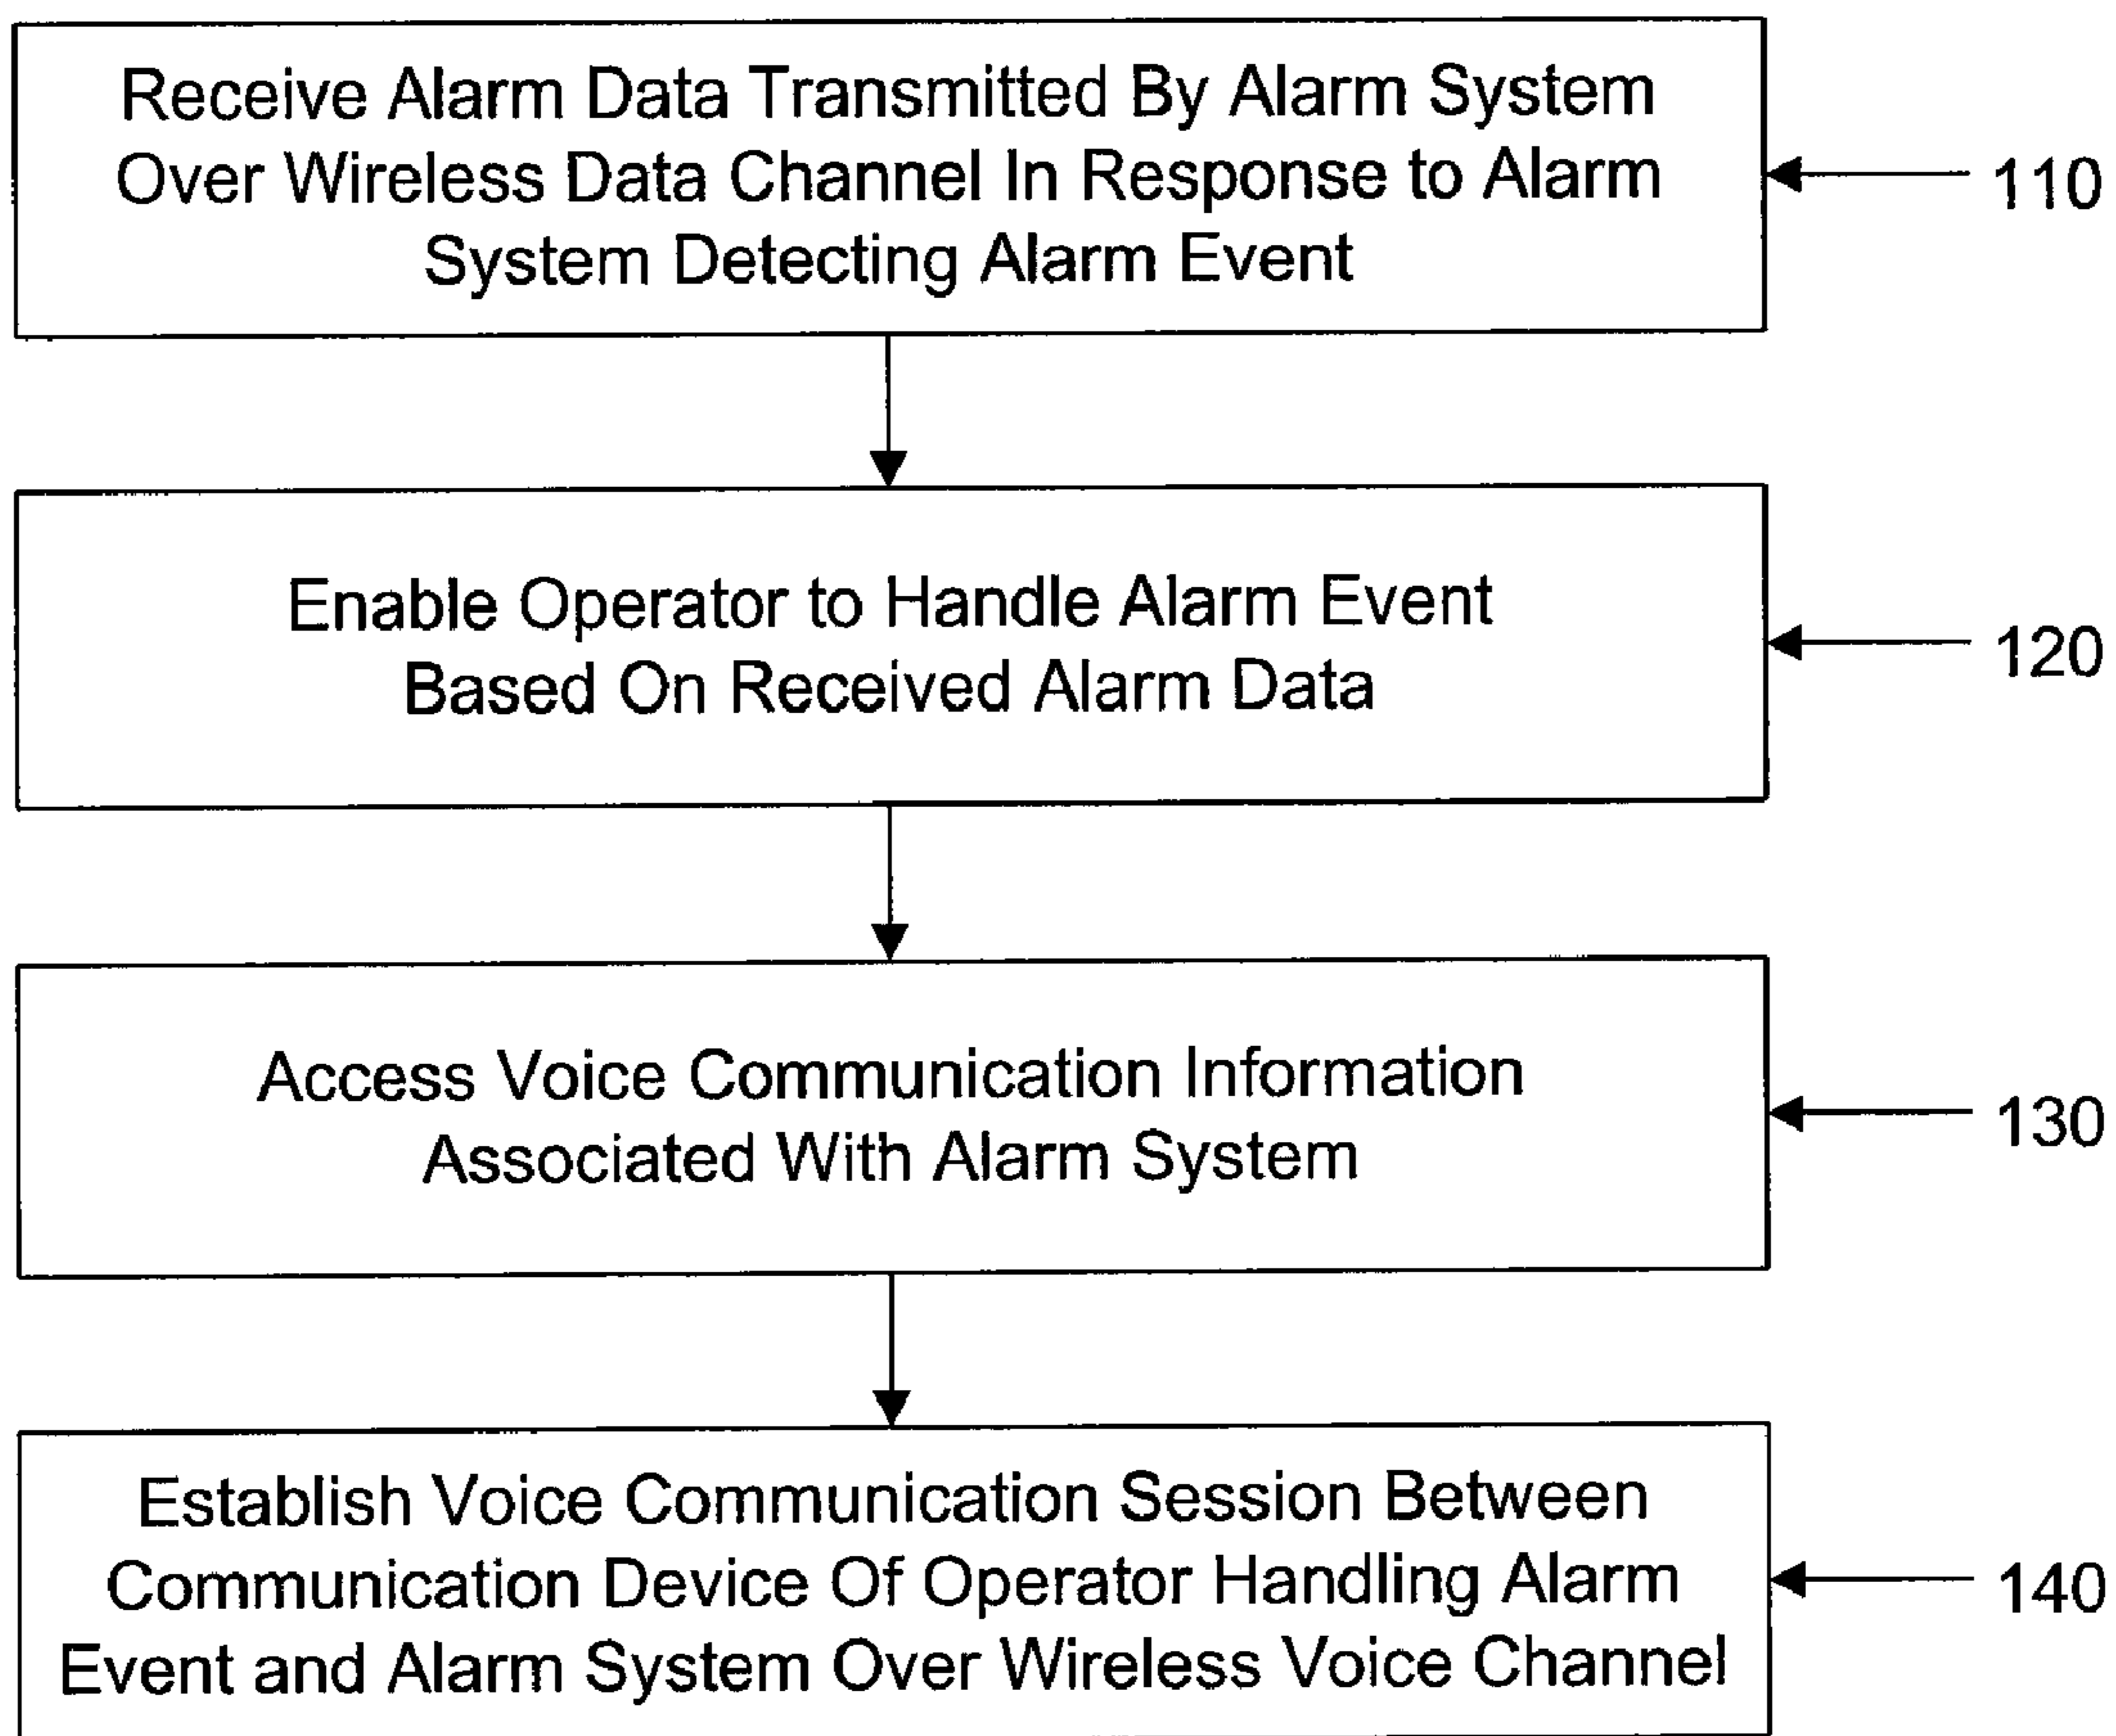 Receive Alarm Data Transmitted By Alarm System
Over Wireless Data Channel In Response to Alarm
System Detecting Alarm Event
110
Enable Operator to Handle Alarm Event
Based On Received Alarm Data
120
Access Voice Communication Information
Associated With Alarm System
130
Establish Voice Communication Session Between
Communication Device Of Operator Handling Alarm
Event and Alarm System Over Wireless Voice Channel
140